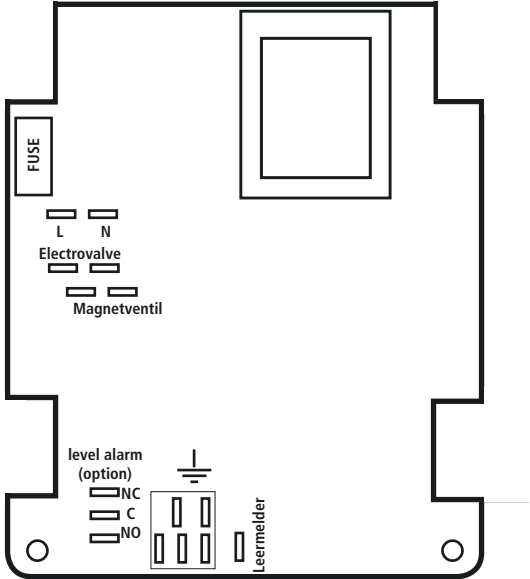 FUSE
L N
Electrovalve
Magnetventil
level alarm
(option)
NC
C
NO
Leermelder